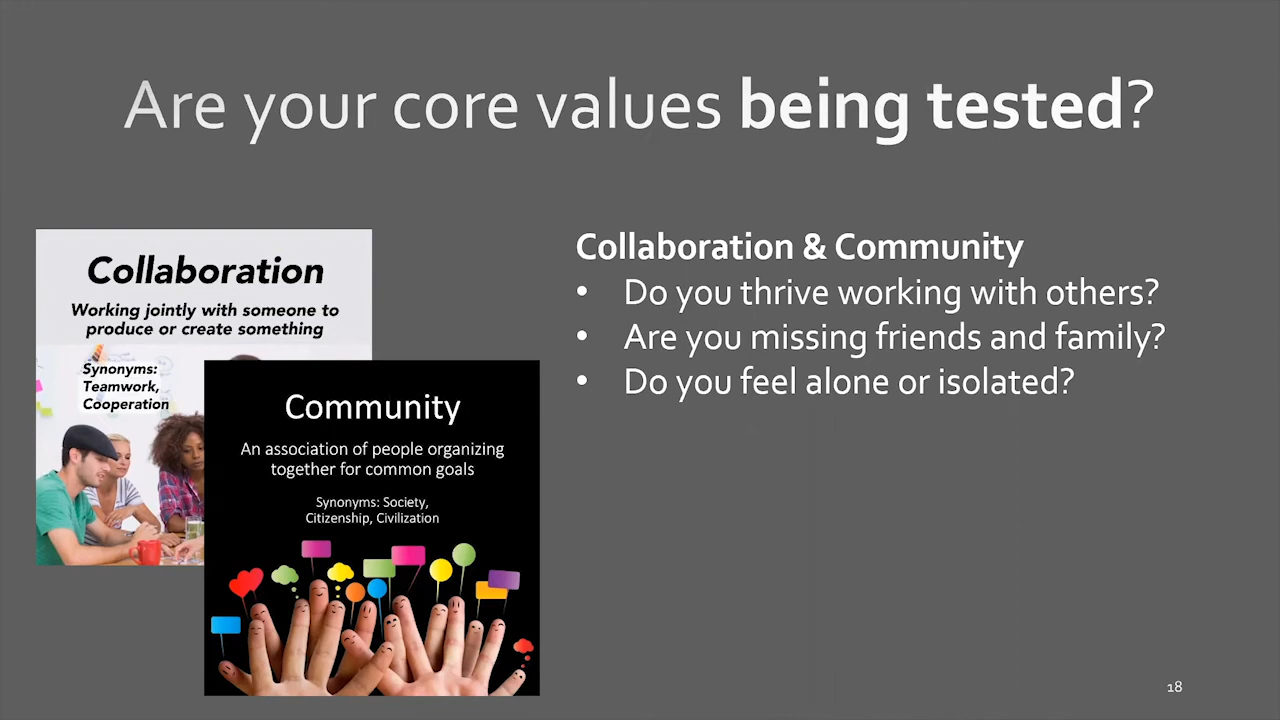 Are your core values being tested?
Collaboration
Working jointly with someone to
produce or create something
Synonyms:
Teamwork,
Cooperation
Community
An association of people organizing
together for common goals
Synonyms: Society,
Citizenship, Civilization
Collaboration & Community
• Do you thrive working with others?
• Are you missing friends and family?
• Do you feel alone or isolated?
18